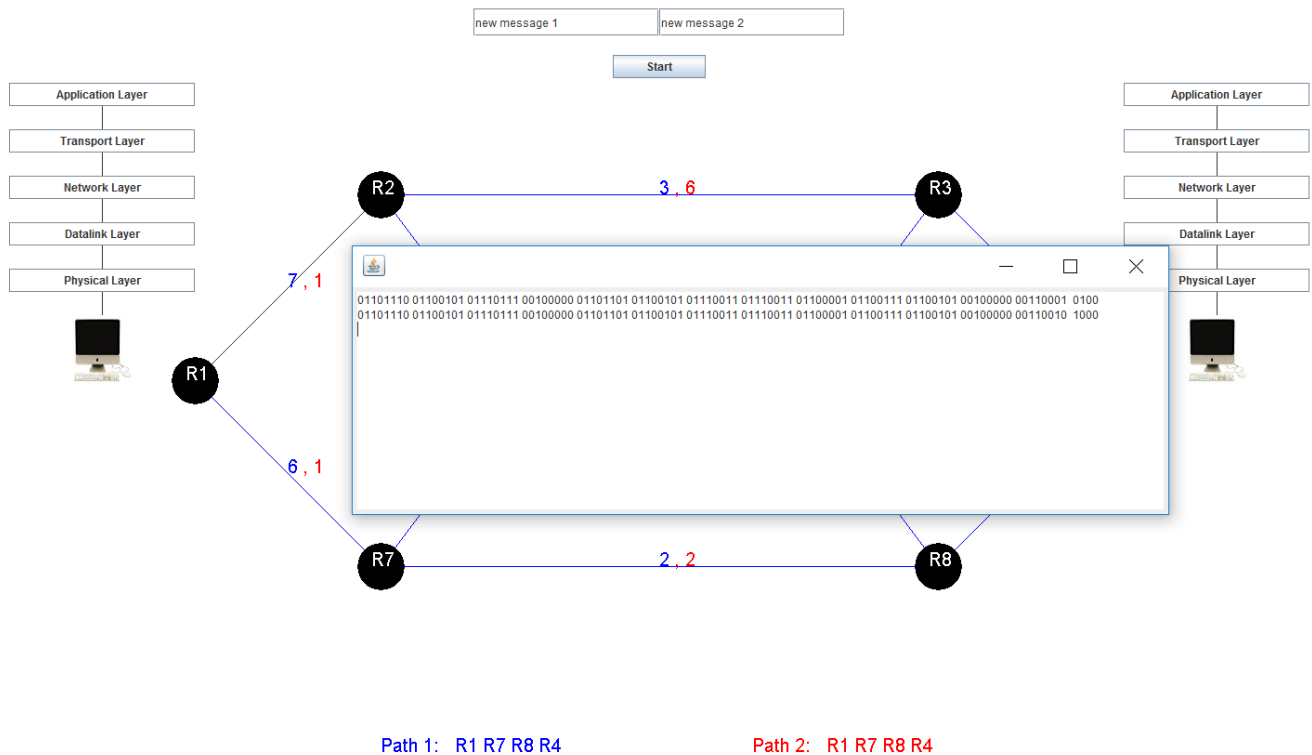 new message 1 new message 2
Start
Application Layer Application Layer
Transport Layer Transport Layer
Network Layer R2 3 , 6 R3 Network Layer
Datalink Layer Datalink Layer
Physical Layer 7 , 1 Physical Layer
01101110 01100101 01110111 00100000 01101101 01100101 01110011 01110011 01100001 01100111 01100101 00100000 00110001 0100
01101110 01100101 01110111 00100000 01101101 01100101 01110011 01110011 01100001 01100111 01100101 00100000 00110010 1000
R1
6 , 1
R7 2 , 2 R8
Path 1: R1 R7 R8 R4 Path 2: R1 R7 R8 R4